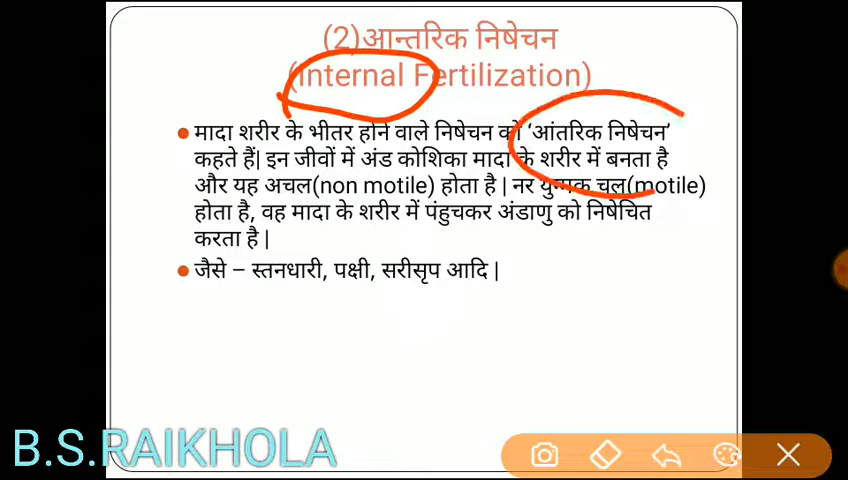 (2)आन्तरिक निषेचन
(Internal Fertilization)
मादा शरीर के भीतर होने वाले निषेचन को 'आंतरिक निषेचन'
कहते हैं| इन जीवों में अंड कोशिका मादा के शरीर में बनता है
और यह अचल(non motile) होता है | नर युग्मक चल(motile)
होता है, वह मादा के शरीर में पंहुचकर अंडाणु को निषेचित
करता है |
जैसे – स्तनधारी, पक्षी, सरीसृप आदि |
B.S.RAIKHOLA